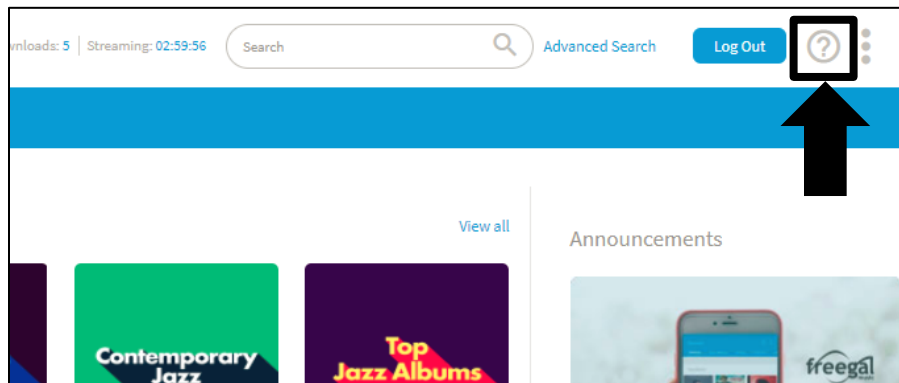 wnloads: 5 | Streaming: 02:59:56 Search Advanced Search Log Out ?
View all
Announcements
Contemporary
Jazz
Top
Jazz Albums
freegal